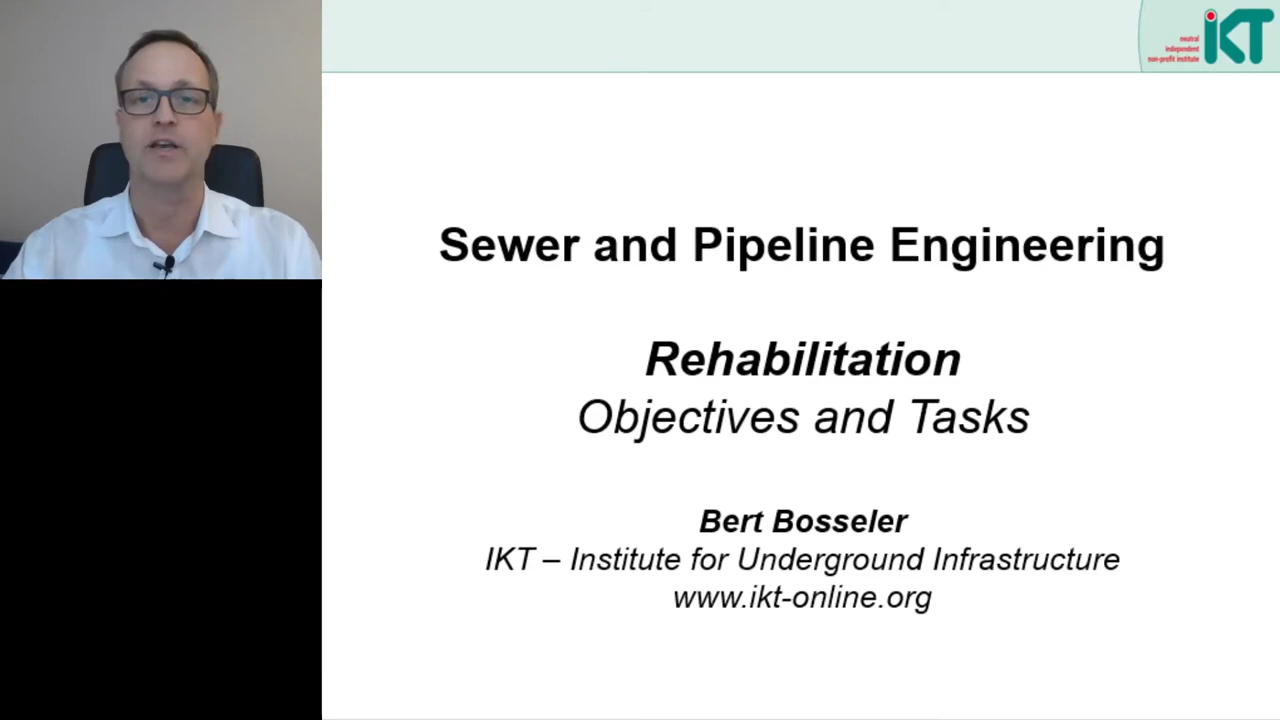 neutral
independent
non-profit institute
iKT
Sewer and Pipeline Engineering
Rehabilitation
Objectives and Tasks
Bert Bosseler
IKT – Institute for Underground Infrastructure
www.ikt-online.org